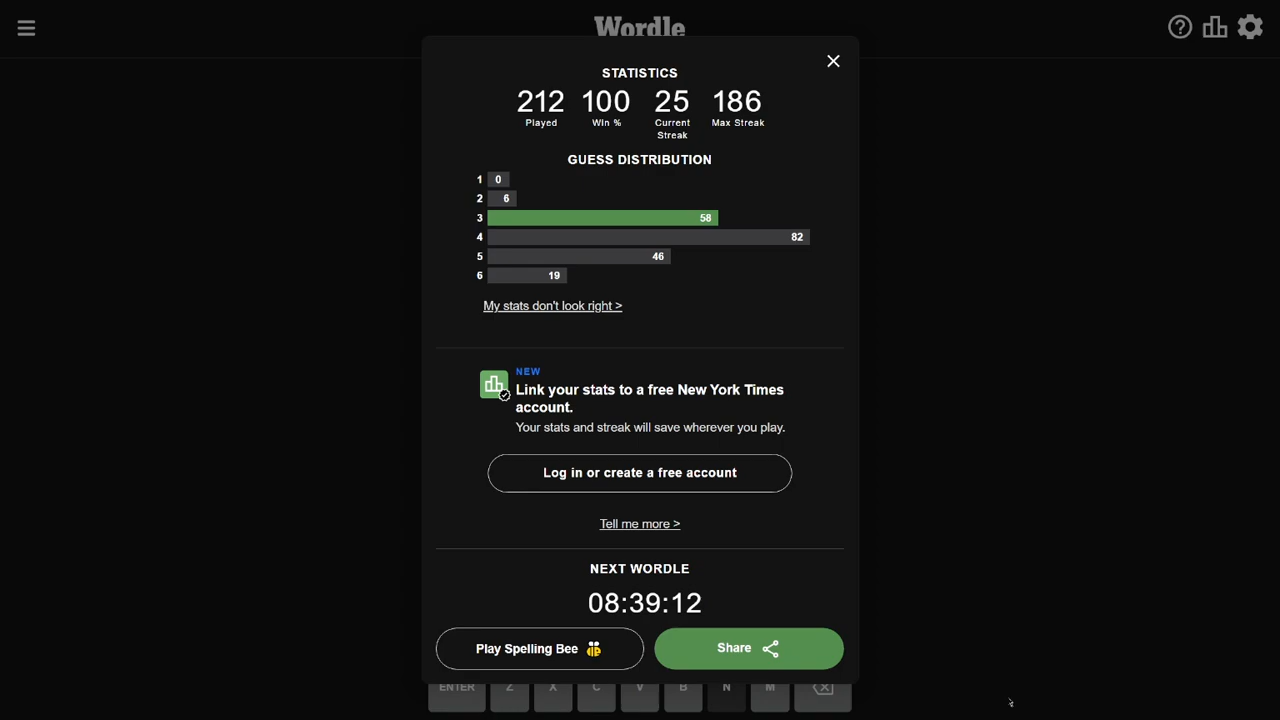 Wordle
STATISTICS
212 100 25 186
Played Win % Current Streak Max Streak
GUESS DISTRIBUTION
1 0
2 6
3 58
4 82
5 46
6 19
My stats don't look right >
NEW
Link your stats to a free New York Times
account.
Your stats and streak will save wherever you play.
Log in or create a free account
Tell me more >
NEXT WORDLE
08:39:12
Play Spelling Bee Share
ENTER Z X C V B N M